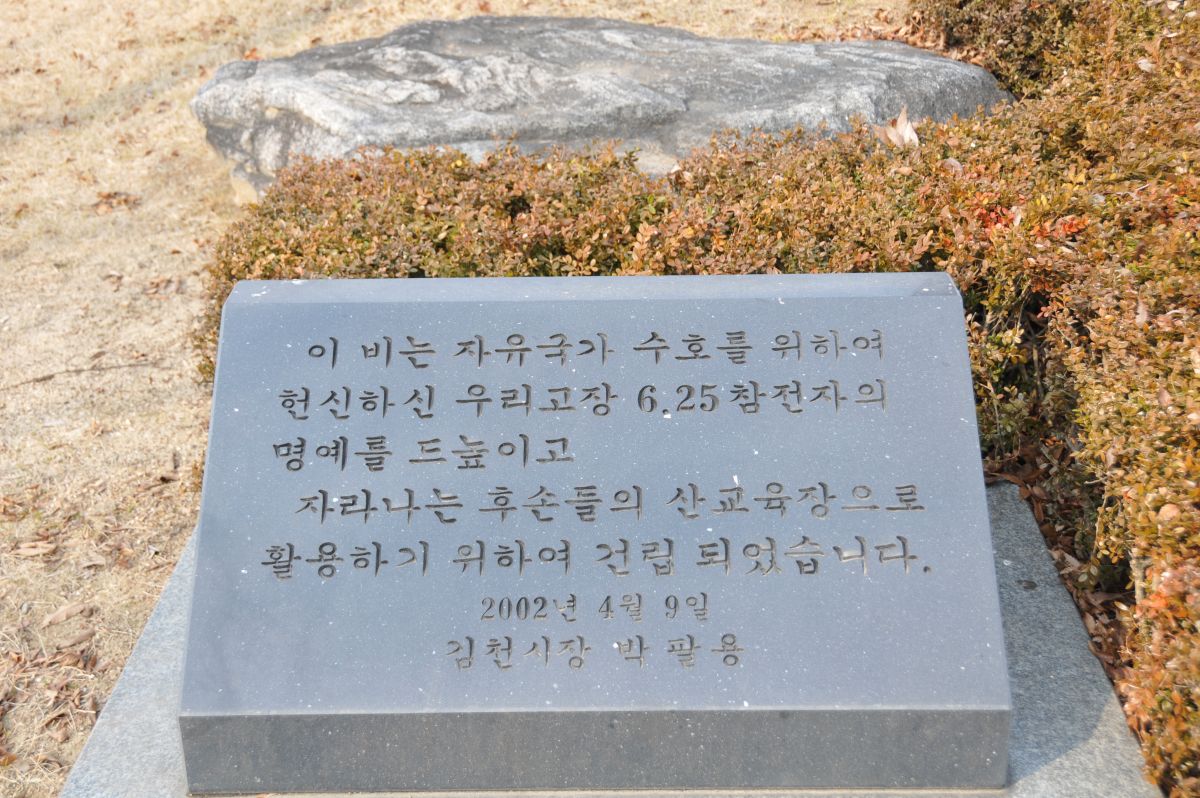 이 비는 자유국가 수호를 위하여
헌신하신 우리고장 6.25참전자의
명예를 드높이고
자라나는 후손들의 산교육장으로
활용하기 위하여 건립 되었습니다.
2002년 4월 9일
김천시장 박팔용